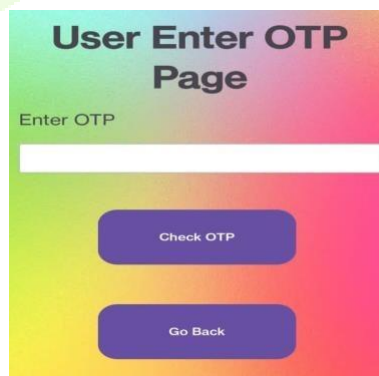 User Enter OTP
Page
Enter OTP
Check OTP
Go Back